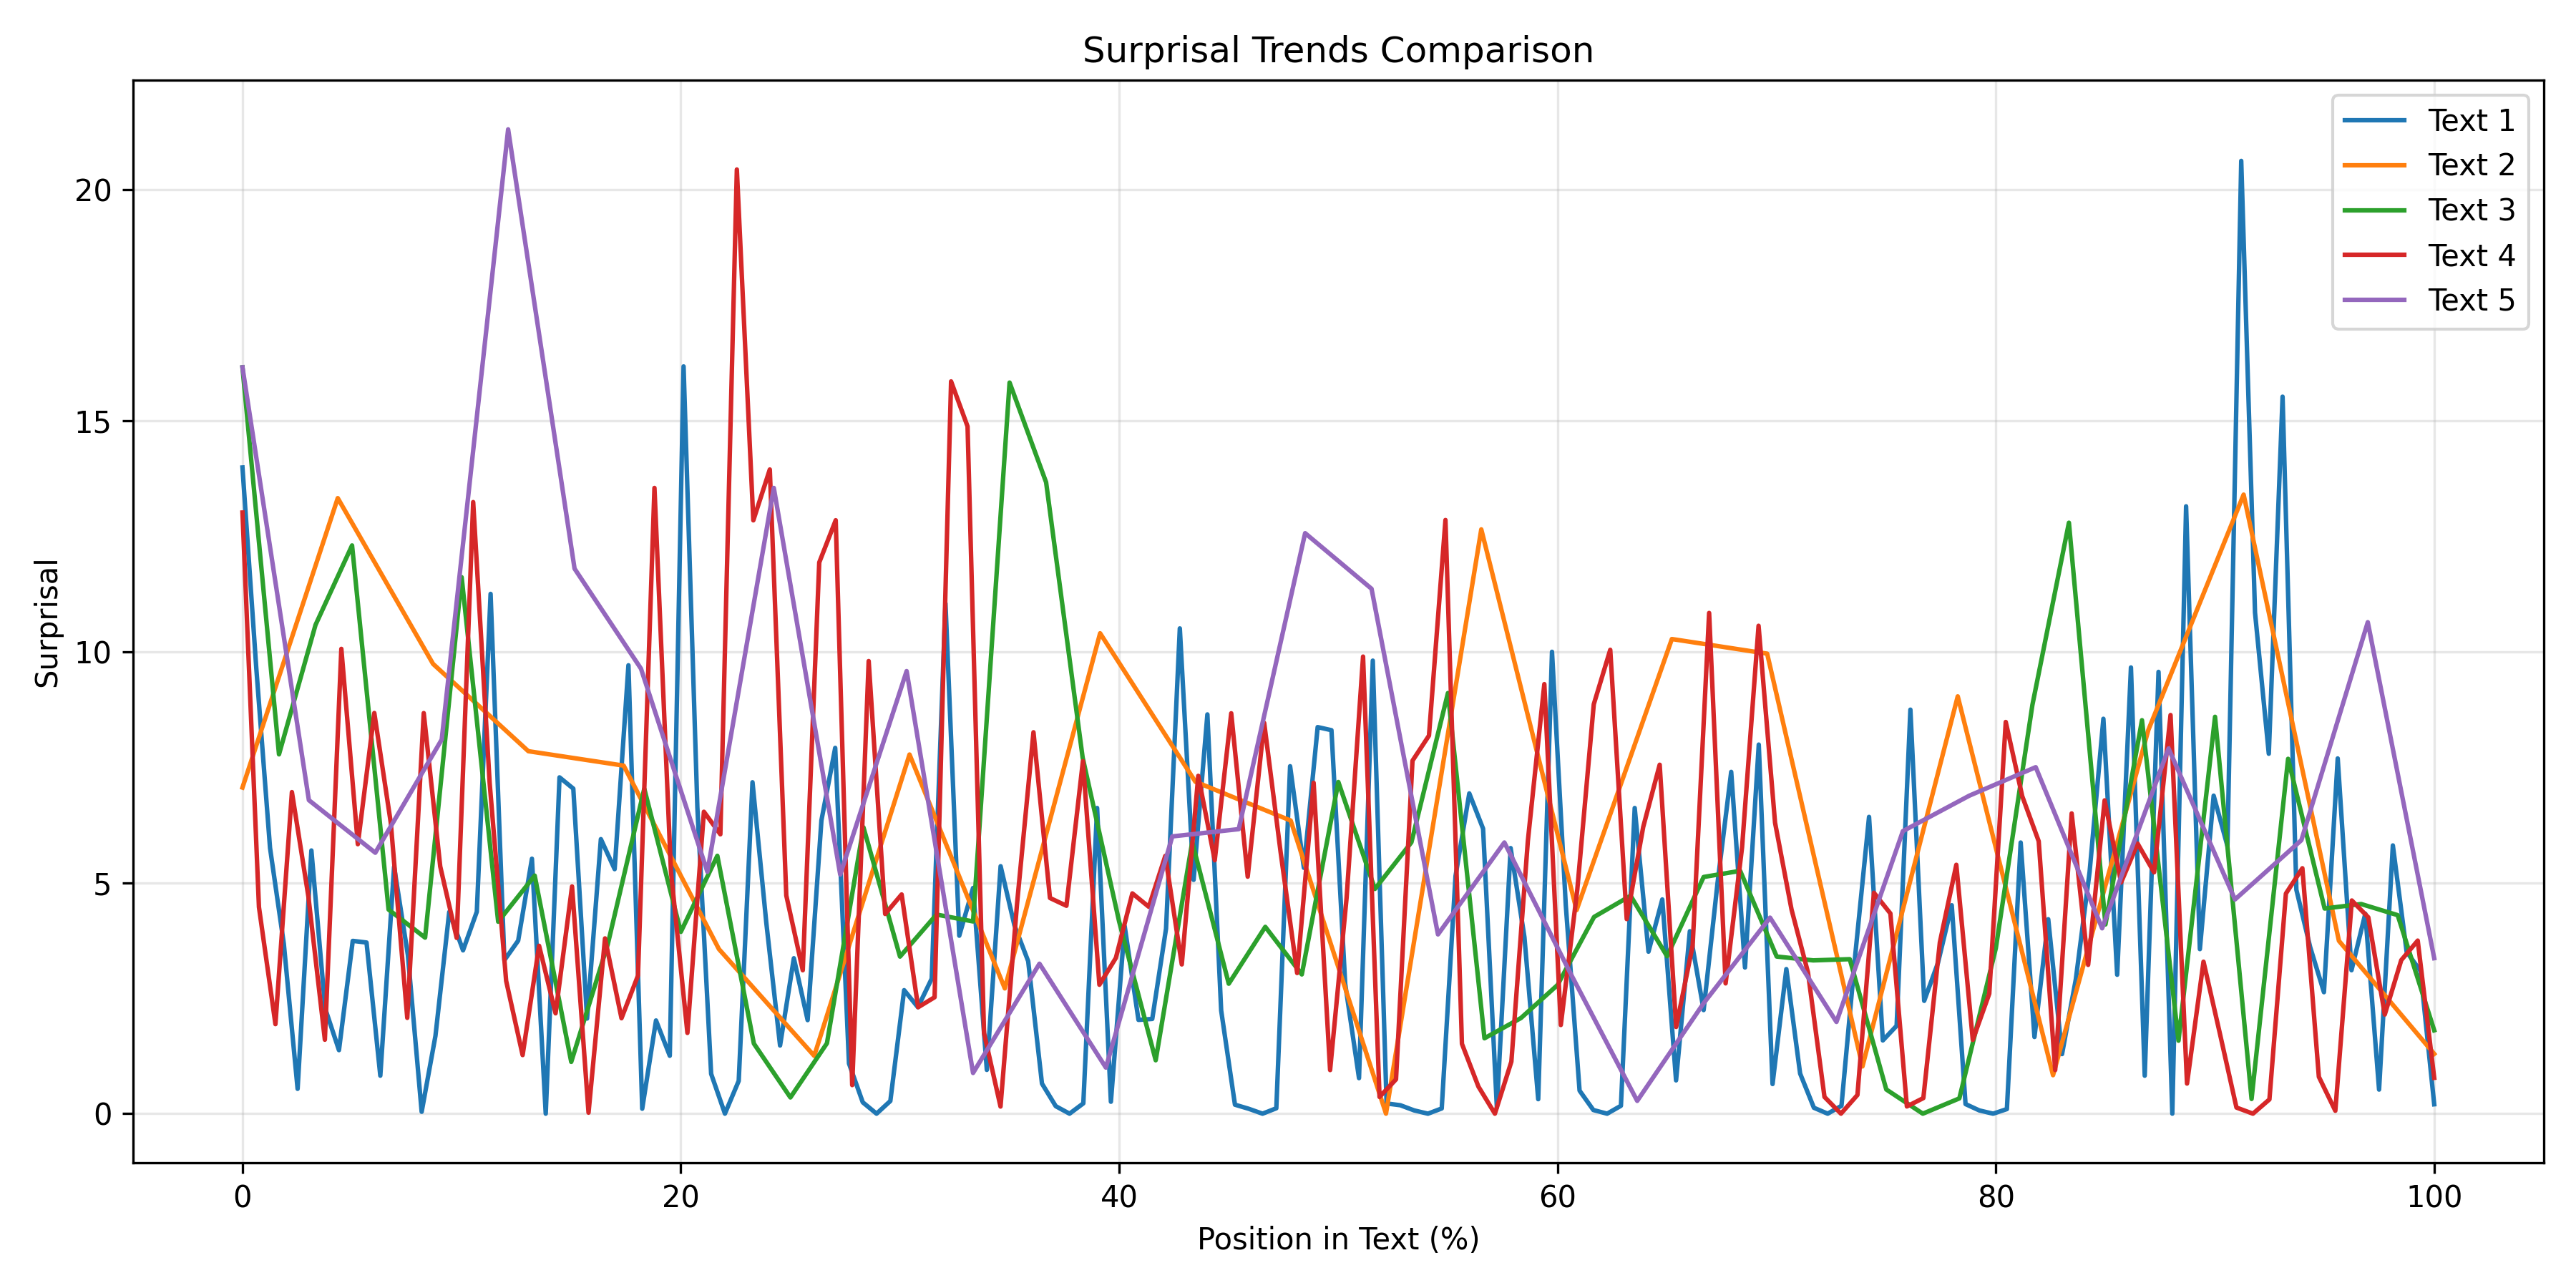 Surprisal Trends Comparison
Text 1
Text 2
Text 3
Text 4
Text 5
Surprisal
20
15
10
5
0
0 20 40 60 80 100
Position in Text (%)